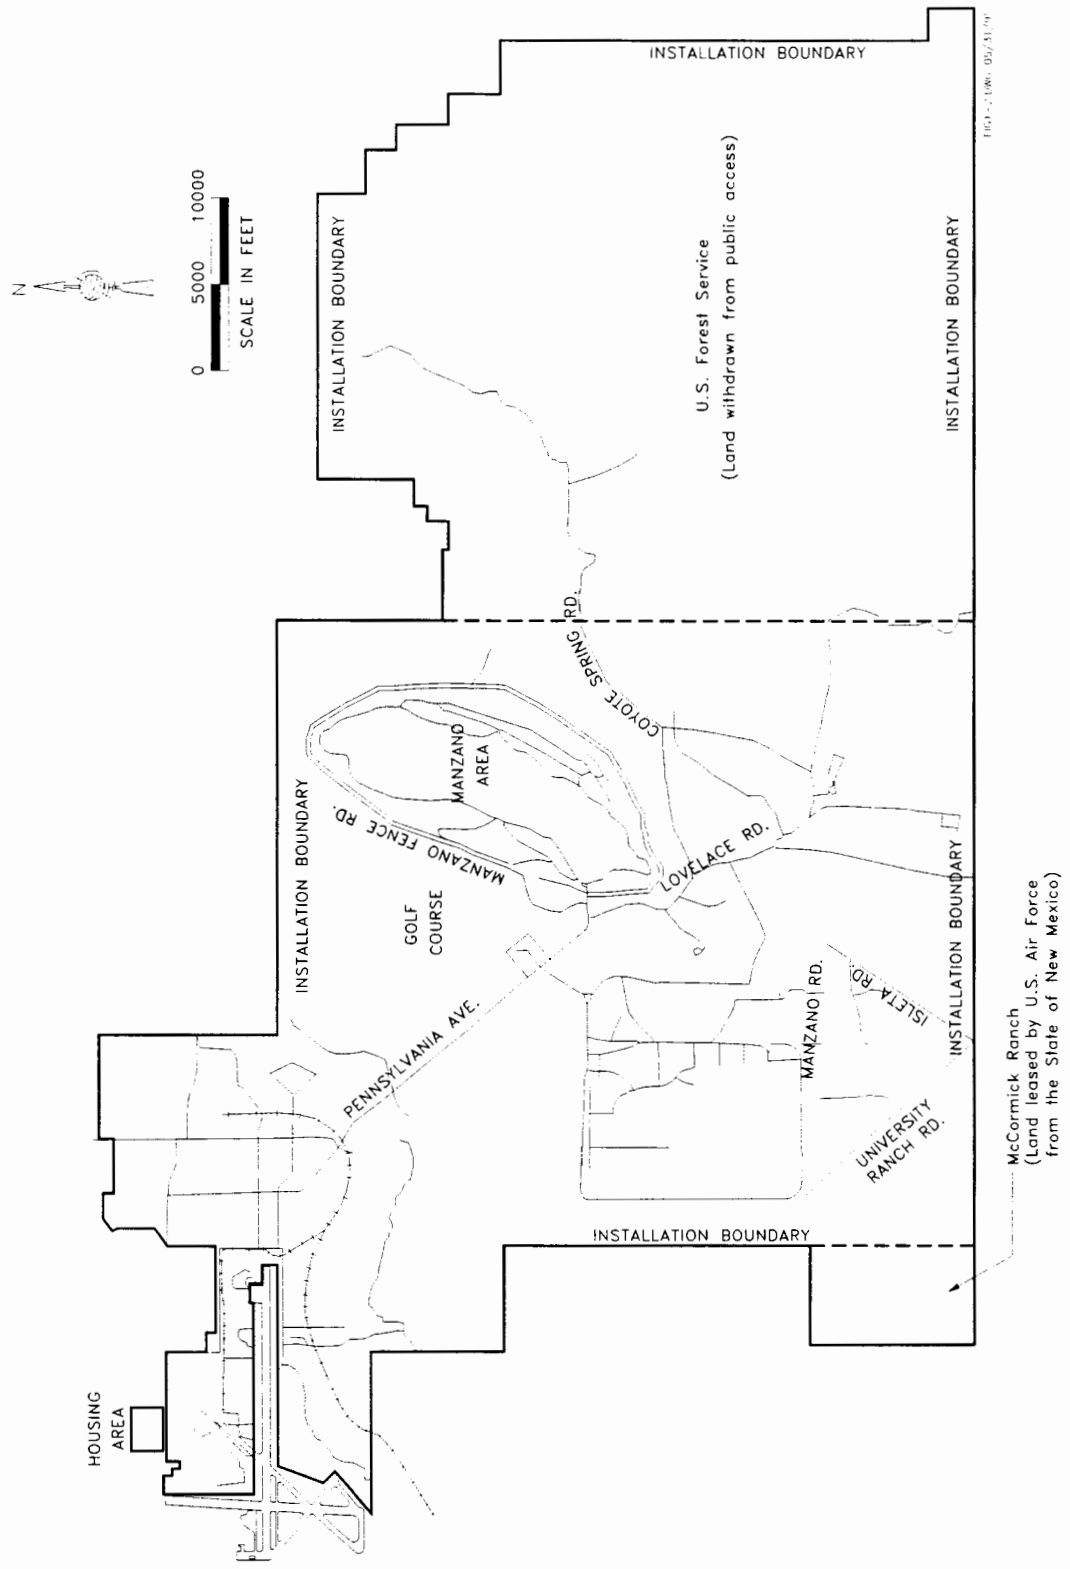 N
0 5000 10000
SCALE IN FEET
INSTALLATION BOUNDARY
INSTALLATION BOUNDARY
U.S. Forest Service
(Land withdrawn from public access)
INSTALLATION BOUNDARY
COYOTE SPRING RD.
MANZANO
AREA
MANZANO FENCE RD.
INSTALLATION BOUNDARY
GOLF
COURSE
LOVELACE RD.
PENNSYLVANIA AVE.
MANZANO RD.
ISLETA RD.
INSTALLATION BOUNDARY
UNIVERSITY
RANCH RD.
INSTALLATION BOUNDARY
HOUSING
AREA
McCormick Ranch
(Land leased by U.S. Air Force
from the State of New Mexico)